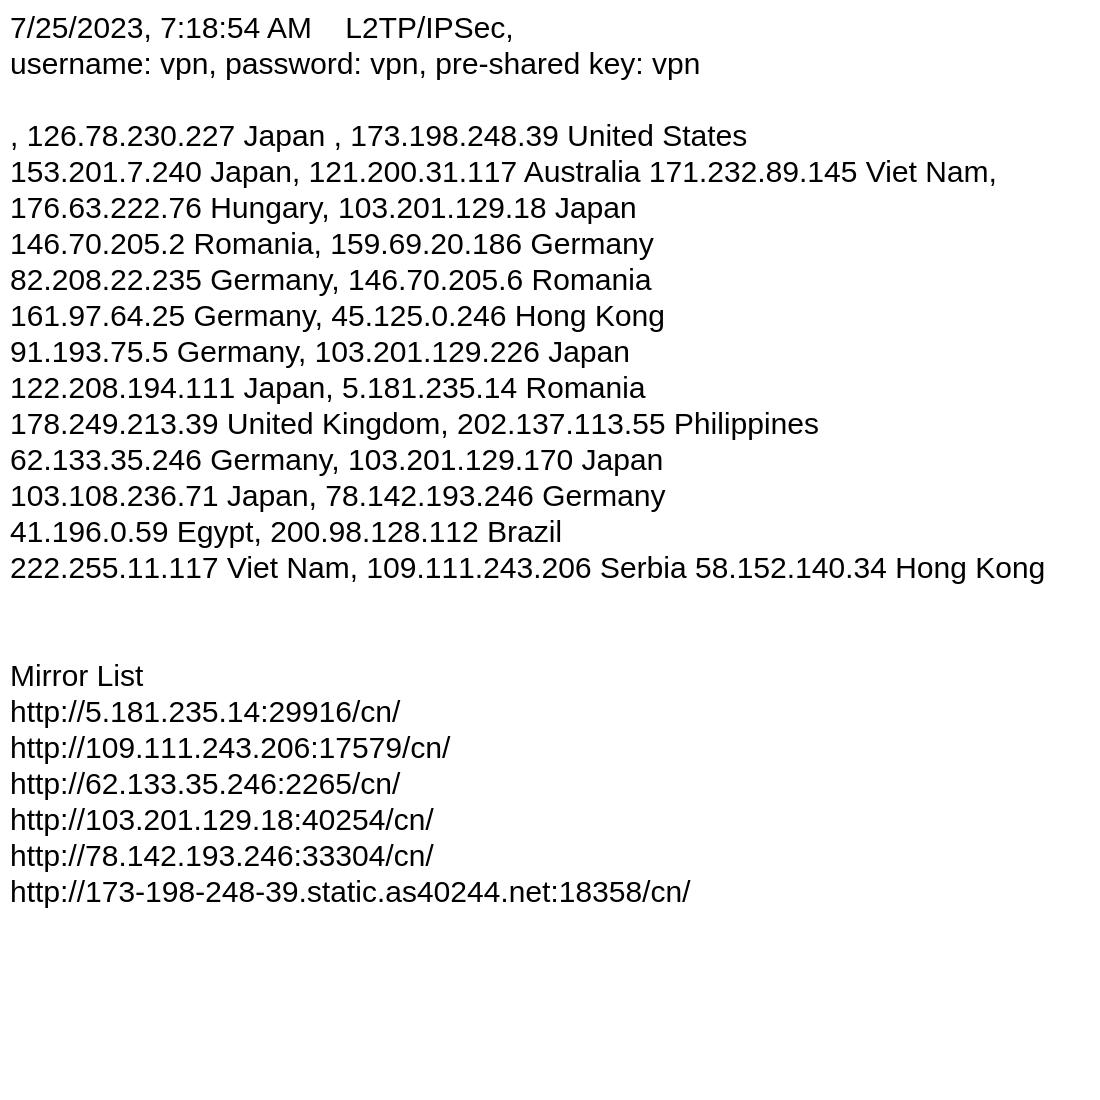 7/25/2023, 7:18:54 AM    L2TP/IPSec,
username: vpn, password: vpn, pre-shared key: vpn
, 126.78.230.227 Japan , 173.198.248.39 United States
153.201.7.240 Japan, 121.200.31.117 Australia 171.232.89.145 Viet Nam,
176.63.222.76 Hungary, 103.201.129.18 Japan
146.70.205.2 Romania, 159.69.20.186 Germany
82.208.22.235 Germany, 146.70.205.6 Romania
161.97.64.25 Germany, 45.125.0.246 Hong Kong
91.193.75.5 Germany, 103.201.129.226 Japan
122.208.194.111 Japan, 5.181.235.14 Romania
178.249.213.39 United Kingdom, 202.137.113.55 Philippines
62.133.35.246 Germany, 103.201.129.170 Japan
103.108.236.71 Japan, 78.142.193.246 Germany
41.196.0.59 Egypt, 200.98.128.112 Brazil
222.255.11.117 Viet Nam, 109.111.243.206 Serbia 58.152.140.34 Hong Kong
Mirror List
http://5.181.235.14:29916/cn/
http://109.111.243.206:17579/cn/
http://62.133.35.246:2265/cn/
http://103.201.129.18:40254/cn/
http://78.142.193.246:33304/cn/
http://173-198-248-39.static.as40244.net:18358/cn/